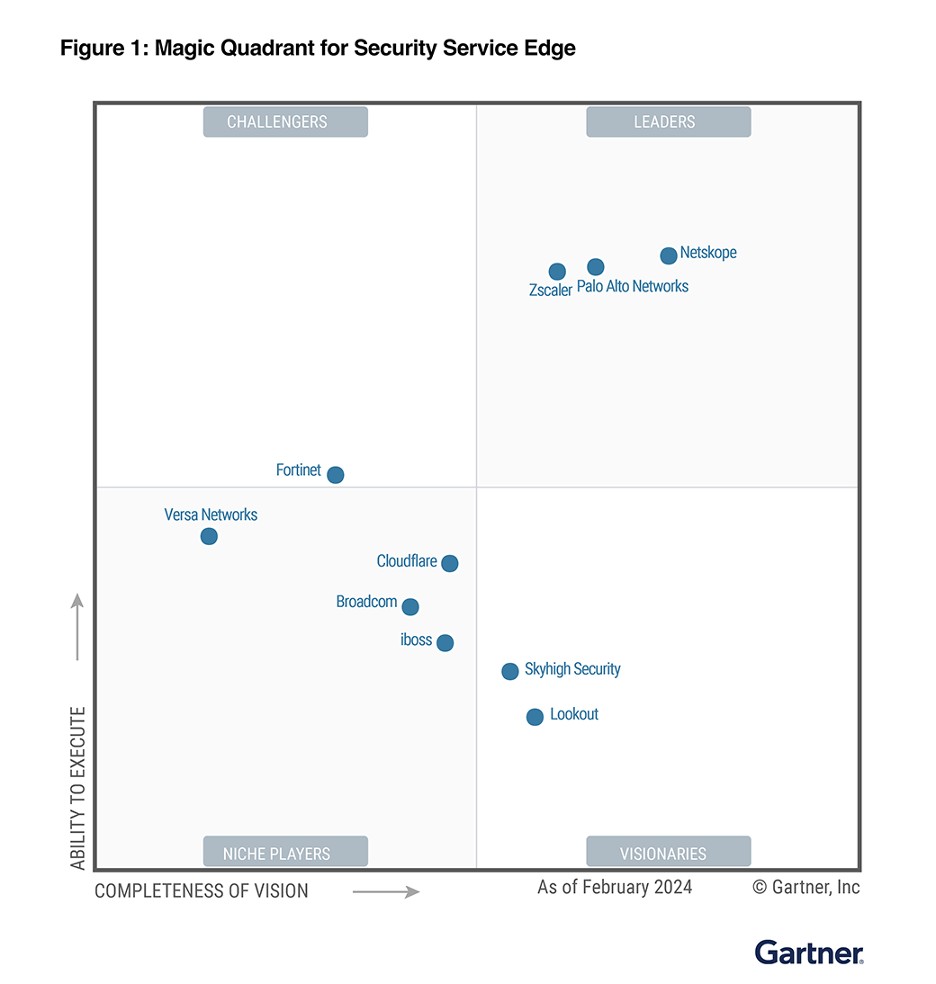 Figure 1: Magic Quadrant for Security Service Edge
CHALLENGERS
LEADERS
Netskope
Zscaler
Palo Alto Networks
Fortinet
Versa Networks
Cloudflare
Broadcom
iboss
Skyhigh Security
Lookout
ABILITY TO EXECUTE
NICHE PLAYERS
VISIONARIES
COMPLETENESS OF VISION
As of February 2024
© Gartner, Inc
Gartner®